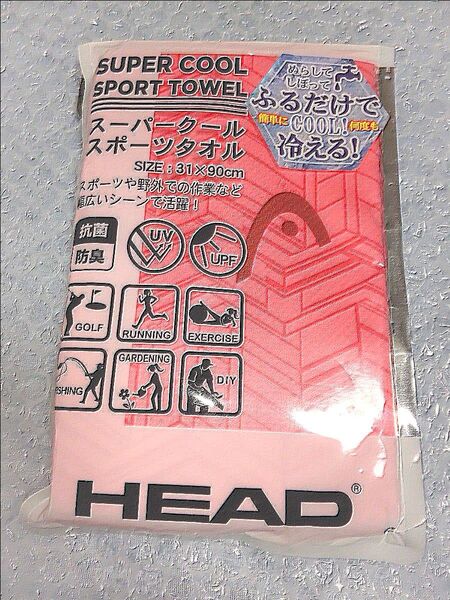 SUPER COOL
SPORT TOWEL
スーパークール
スポーツタオル
SIZE : 31×90cm
スポーツや野外での作業など
幅広いシーンで活躍!
ぬらして
しぼって
ふるだけで
簡単に COOL! 何度も
冷える!
抗菌
防臭
UV
UPF
GOLF
RUNNING
EXERCISE
FISHING
GARDENING
DIY
HEAD®